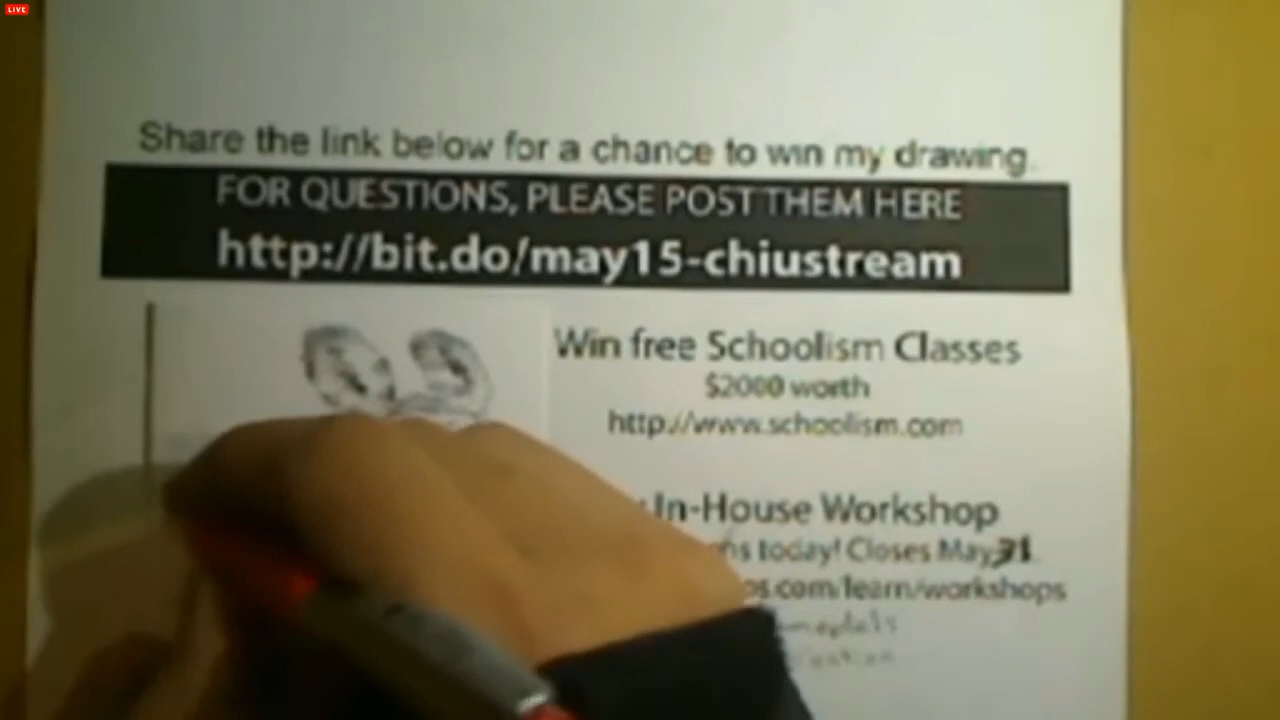 LIVE
Share the link below for a chance to win my drawing.
FOR QUESTIONS, PLEASE POST THEM HERE
http://bit.do/may15-chiustream
Win free Schoolism Classes
$2000 worth
http://www.schoolism.com
In-House Workshop
today! Closes May 31.
.com/learn/workshops